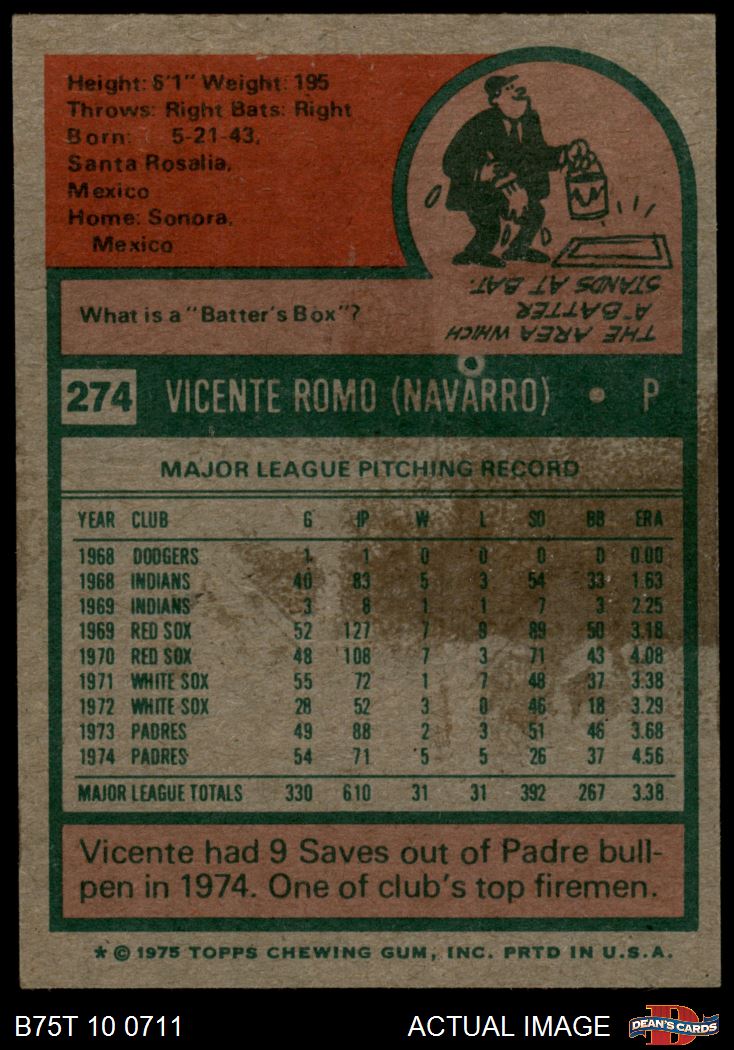 Height: 6'1" Weight: 195
Throws: Right Bats: Right
Born: 5-21-43,
Santa Rosalia,
Mexico
Home: Sonora,
Mexico
What is a "Batter's Box"?
THE AREA WHICH
A BATTER
STANDS AT BAT.
274 VICENTE ROMO (NAVARRO) • P
MAJOR LEAGUE PITCHING RECORD
YEAR CLUB G IP W L SO BB ERA
1968 DODGERS 1 1 0 0 0 0 0.00
1968 INDIANS 40 83 5 3 54 33 1.63
1969 INDIANS 3 8 1 1 7 3 2.25
1969 RED SOX 52 127 7 9 89 50 3.18
1970 RED SOX 48 108 7 3 71 43 4.08
1971 WHITE SOX 55 72 1 7 48 37 3.38
1972 WHITE SOX 28 52 3 0 46 18 3.29
1973 PADRES 49 88 2 3 51 46 3.68
1974 PADRES 54 71 5 5 26 37 4.56
MAJOR LEAGUE TOTALS 330 610 31 31 392 267 3.38
Vicente had 9 Saves out of Padre bull-
pen in 1974. One of club's top firemen.
* © 1975 TOPPS CHEWING GUM, INC. PRTD IN U.S.A.
B75T 10 0711 ACTUAL IMAGE DEAN'S CARDS